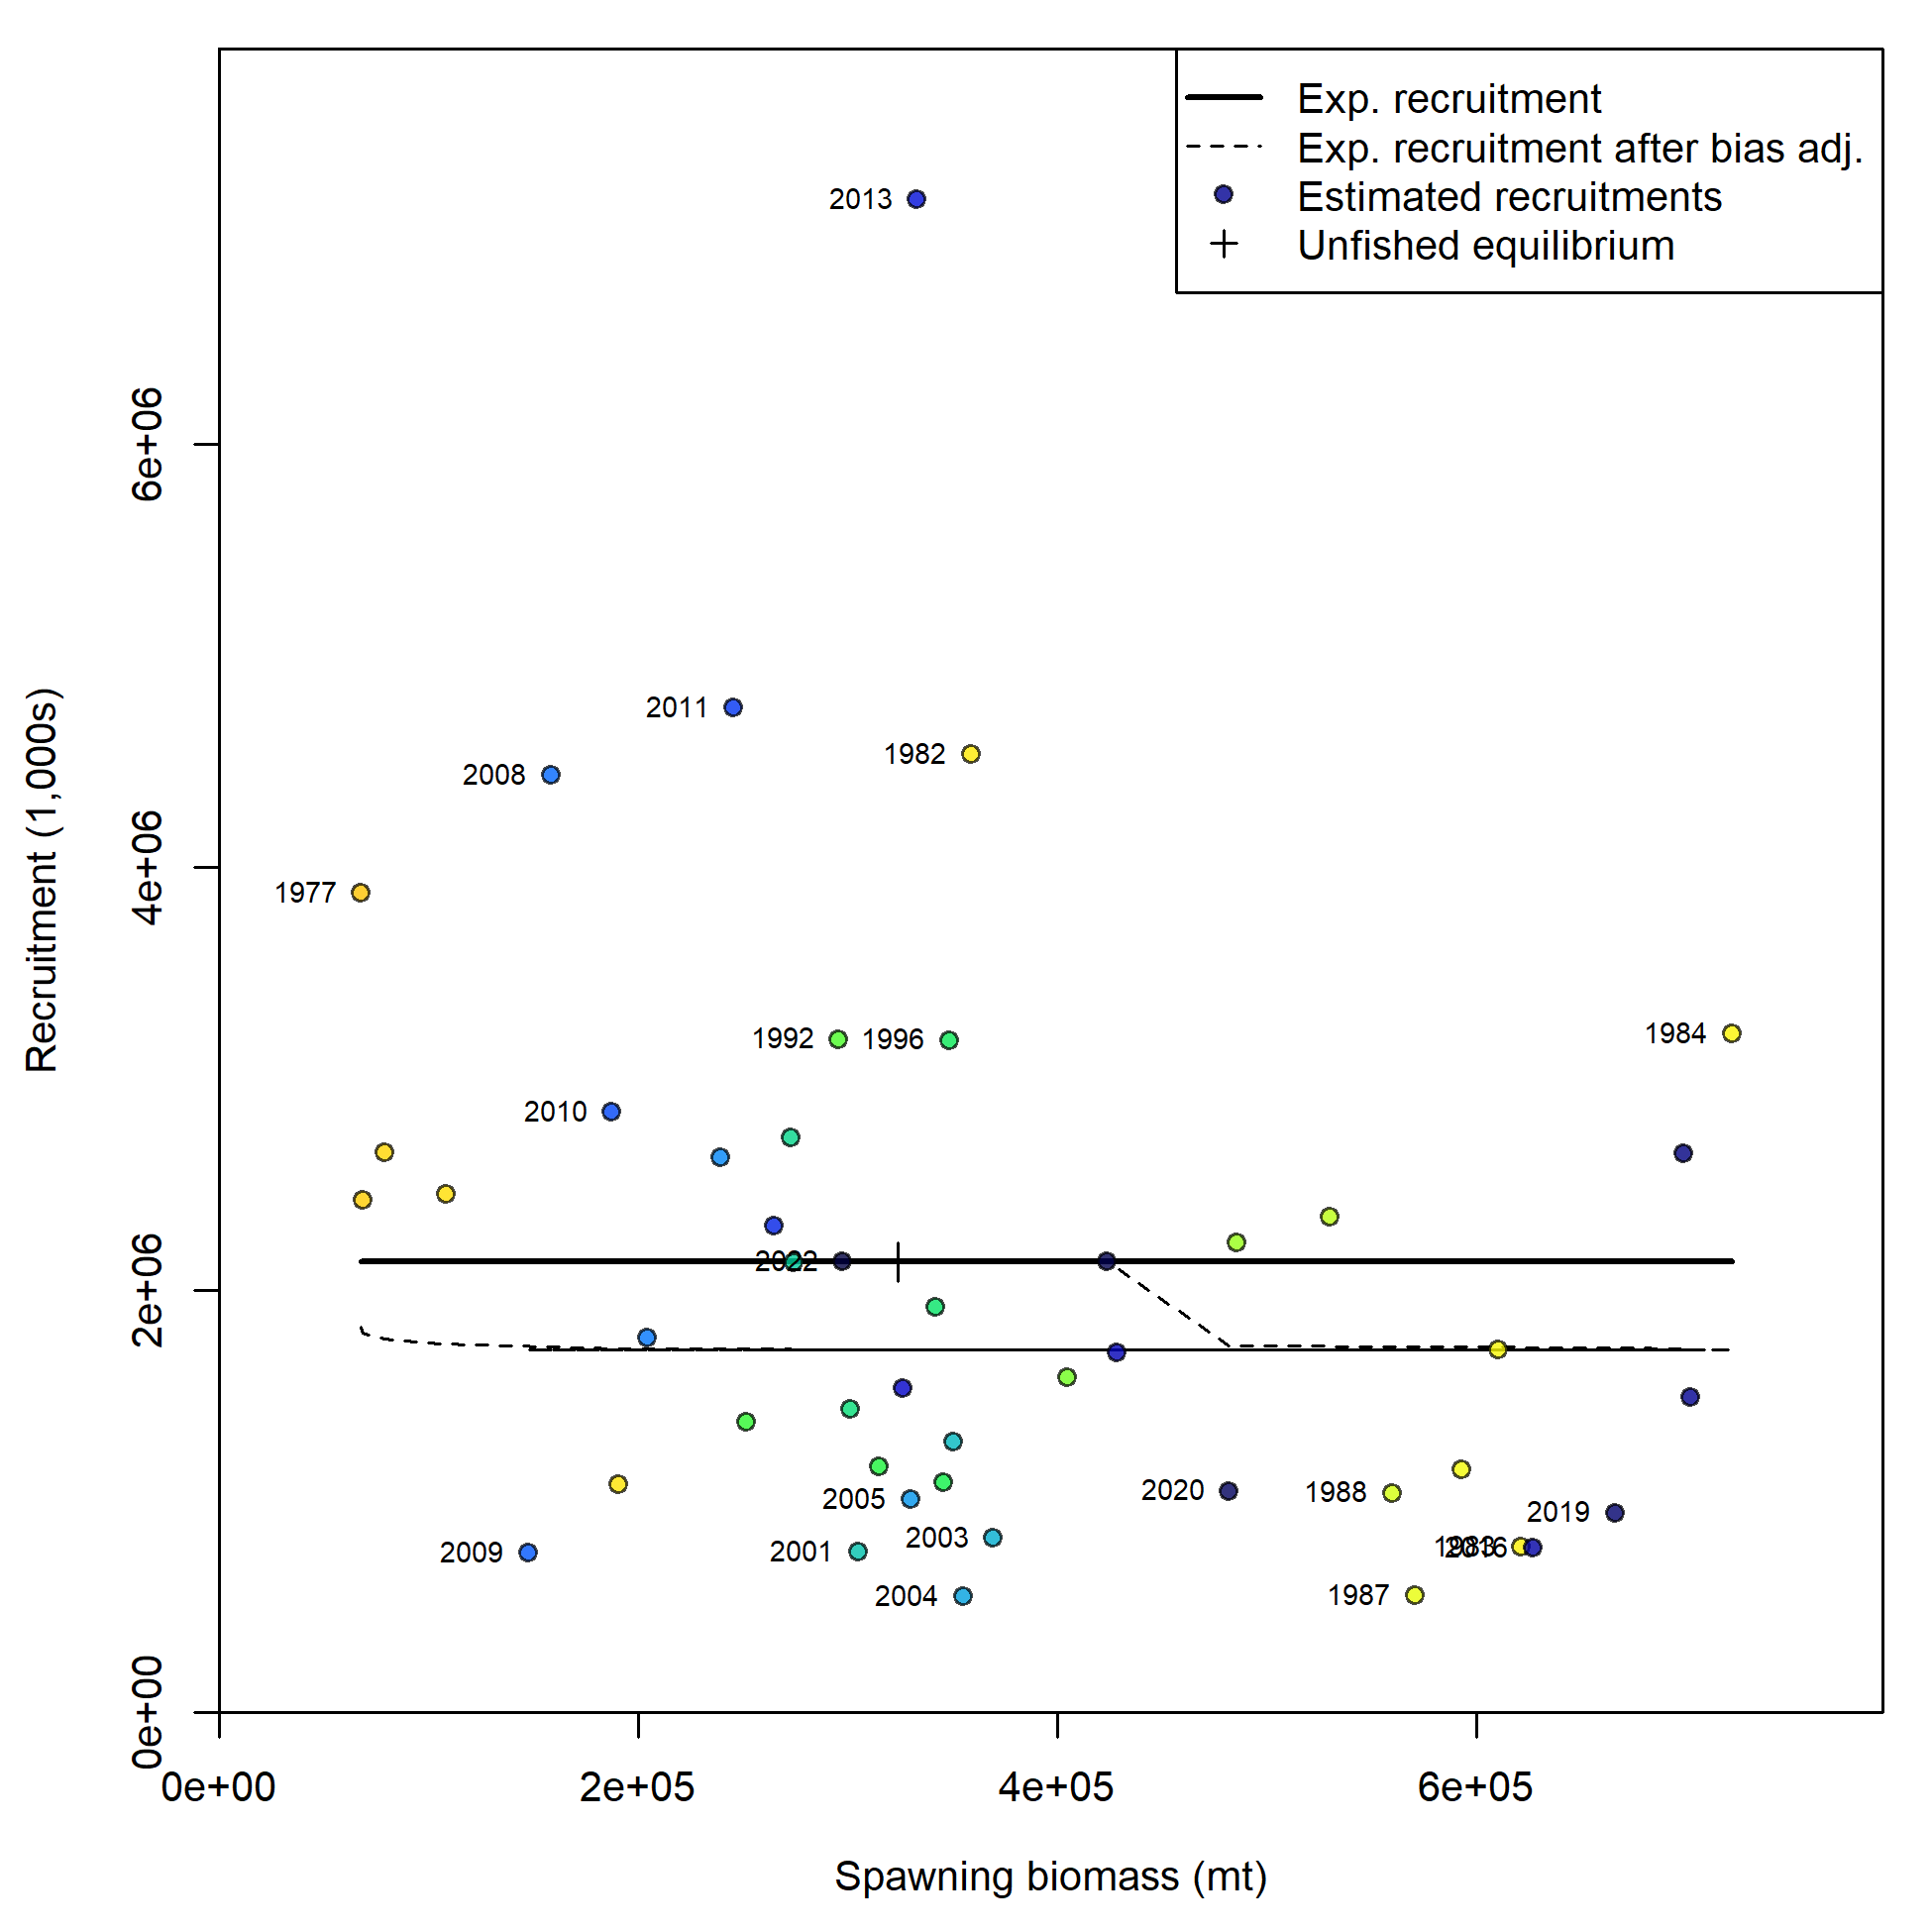 Exp. recruitment
Exp. recruitment after bias adj.
Estimated recruitments
Unfished equilibrium
2013
6e+06
2011
1982
2008
4e+06
1977
1984
1992
1996
2010
2022
2e+06
2020
1988
2005
2019
2003
1983
2016
2001
2009
1987
2004
0e+00
0e+00 2e+05 4e+05 6e+05
Recruitment (1,000s)
Spawning biomass (mt)